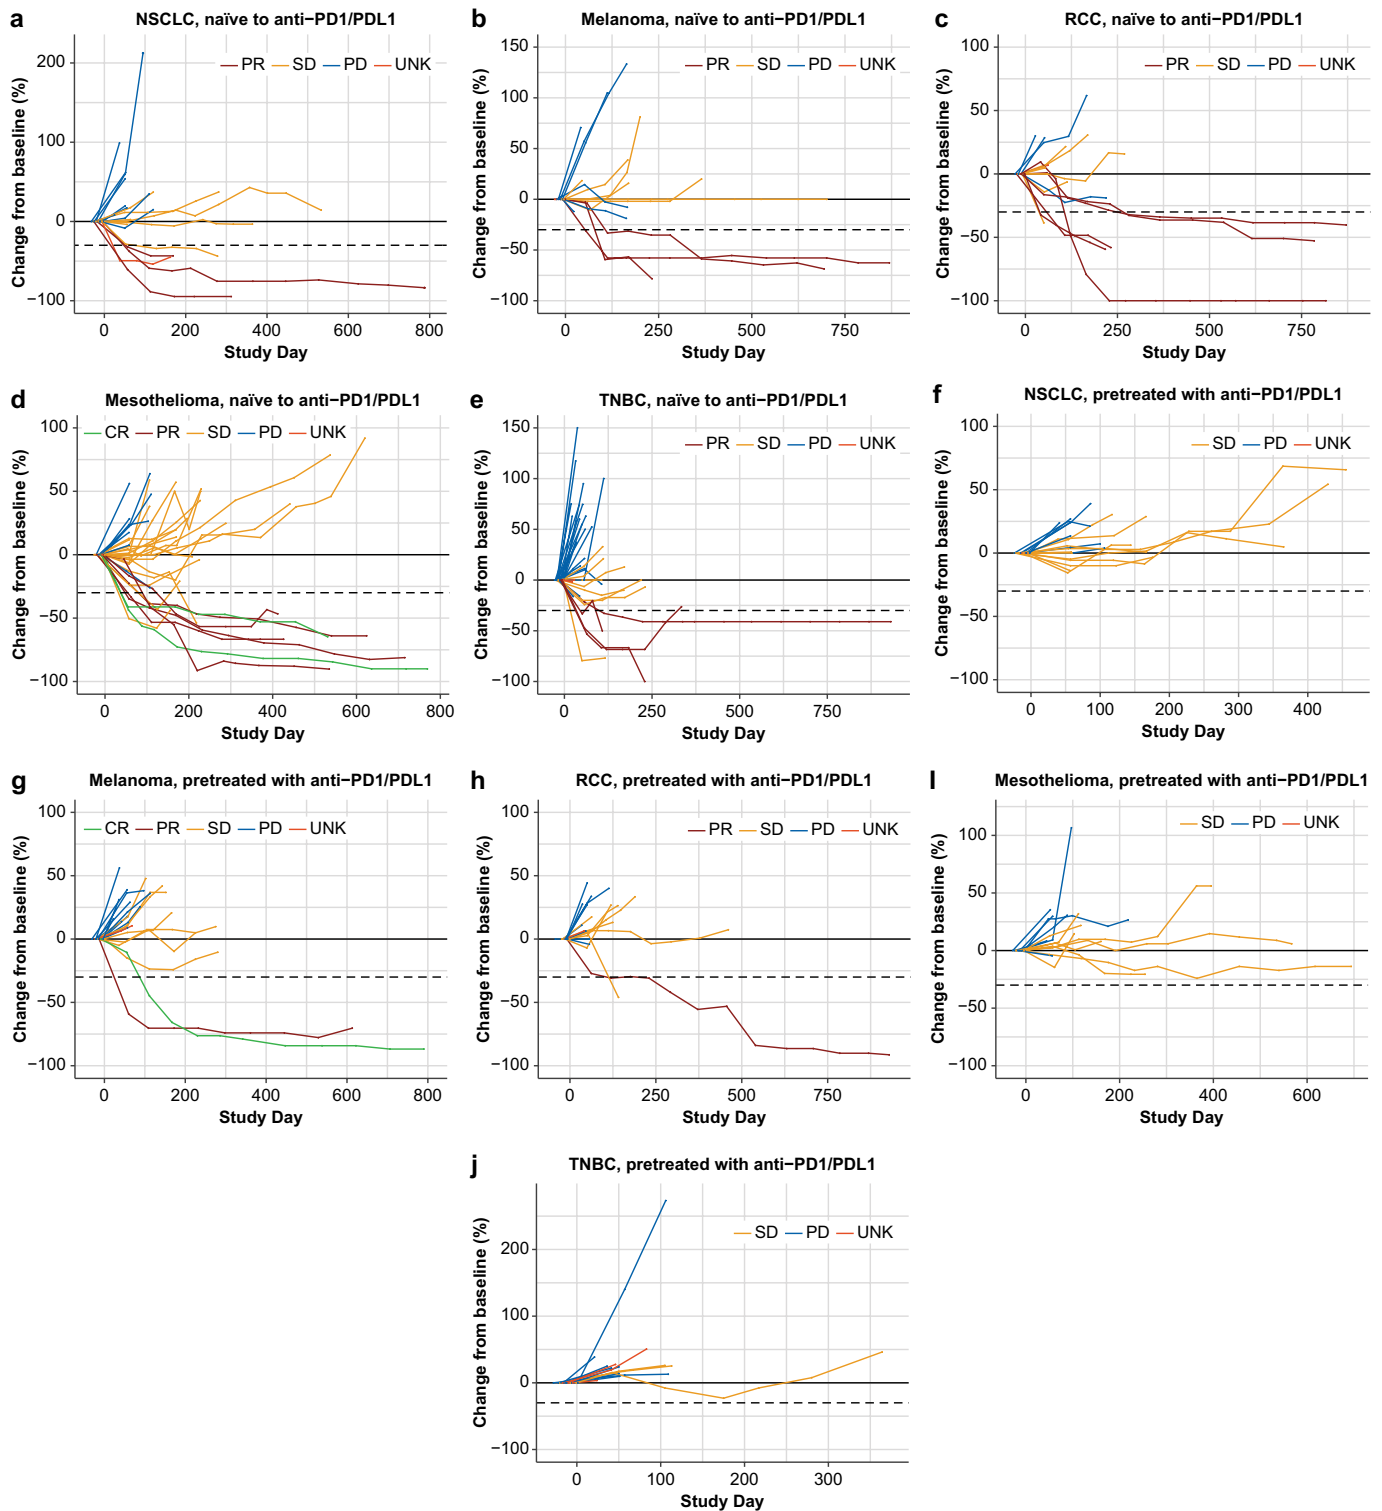 a
NSCLC, naïve to anti−PD1/PDL1
Change from baseline (%)
200
100
0
−100
PR SD PD UNK
0 200 400 600 800
Study Day
b
Melanoma, naïve to anti−PD1/PDL1
Change from baseline (%)
150
100
50
0
−50
−100
PR SD PD UNK
0 250 500 750
Study Day
c
RCC, naïve to anti−PD1/PDL1
Change from baseline (%)
100
50
0
−50
−100
PR SD PD UNK
0 250 500 750
Study Day
d
Mesothelioma, naïve to anti−PD1/PDL1
Change from baseline (%)
100
50
0
−50
−100
CR PR SD PD UNK
0 200 400 600 800
Study Day
e
TNBC, naïve to anti−PD1/PDL1
Change from baseline (%)
150
100
50
0
−50
−100
PR SD PD UNK
0 250 500 750
Study Day
f
NSCLC, pretreated with anti−PD1/PDL1
Change from baseline (%)
100
50
0
−50
−100
SD PD UNK
0 100 200 300 400
Study Day
g
Melanoma, pretreated with anti−PD1/PDL1
Change from baseline (%)
100
50
0
−50
−100
CR PR SD PD UNK
0 200 400 600 800
Study Day
h
RCC, pretreated with anti−PD1/PDL1
Change from baseline (%)
100
50
0
−50
−100
PR SD PD UNK
0 250 500 750
Study Day
I
Mesothelioma, pretreated with anti−PD1/PDL1
Change from baseline (%)
100
50
0
−50
−100
SD PD UNK
0 200 400 600
Study Day
j
TNBC, pretreated with anti−PD1/PDL1
Change from baseline (%)
200
100
0
−100
SD PD UNK
0 100 200 300
Study Day